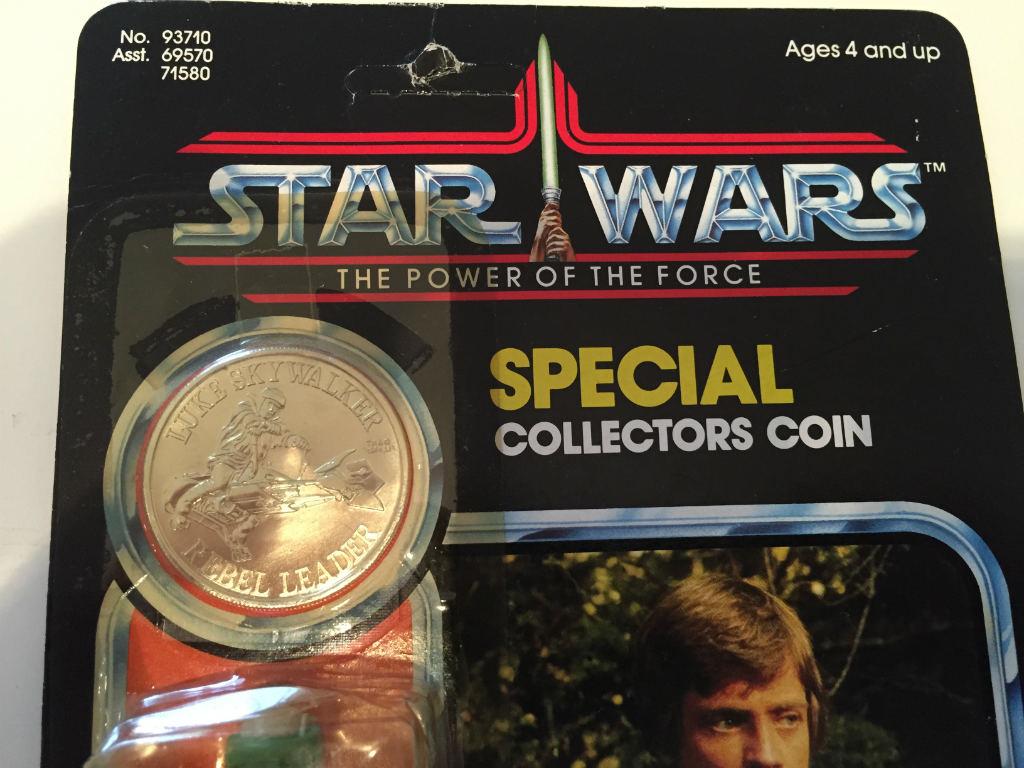 No. 93710
Asst. 69570
71580
Ages 4 and up
STAR WARS™
THE POWER OF THE FORCE
SPECIAL
COLLECTORS COIN
LUKE SKYWALKER
REBEL LEADER